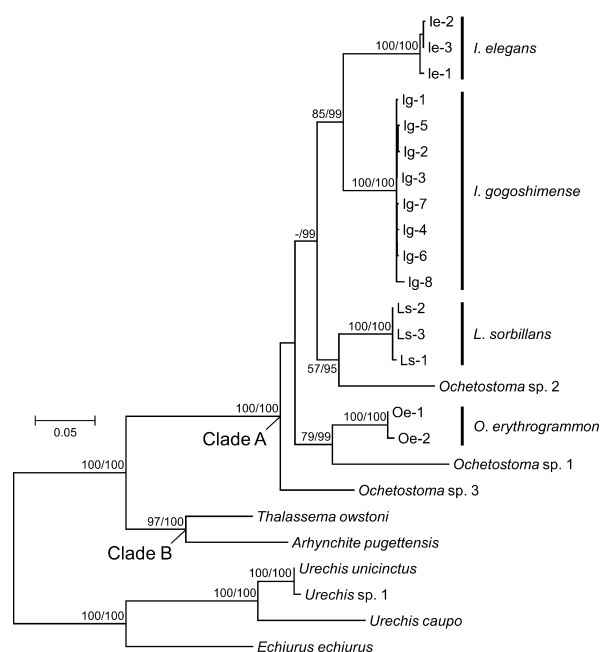 Ie-2
100/100
Ie-3
I. elegans
Ie-1
Ig-1
85/99
Ig-5
Ig-2
Ig-3
100/100
I. gogoshimense
Ig-7
Ig-4
-/99
Ig-6
Ig-8
Ls-2
100/100
Ls-3
L. sorbillans
Ls-1
57/95
Ochetostoma sp. 2
100/100
Oe-1
0.05
Clade A
100/100
O. erythrogrammon
Oe-2
79/99
Ochetostoma sp. 1
100/100
Ochetostoma sp. 3
97/100
Thalassema owstoni
Clade B
Arhynchite pugettensis
100/100
Urechis unicinctus
100/100
Urechis sp. 1
100/100
Urechis caupo
Echiurus echiurus